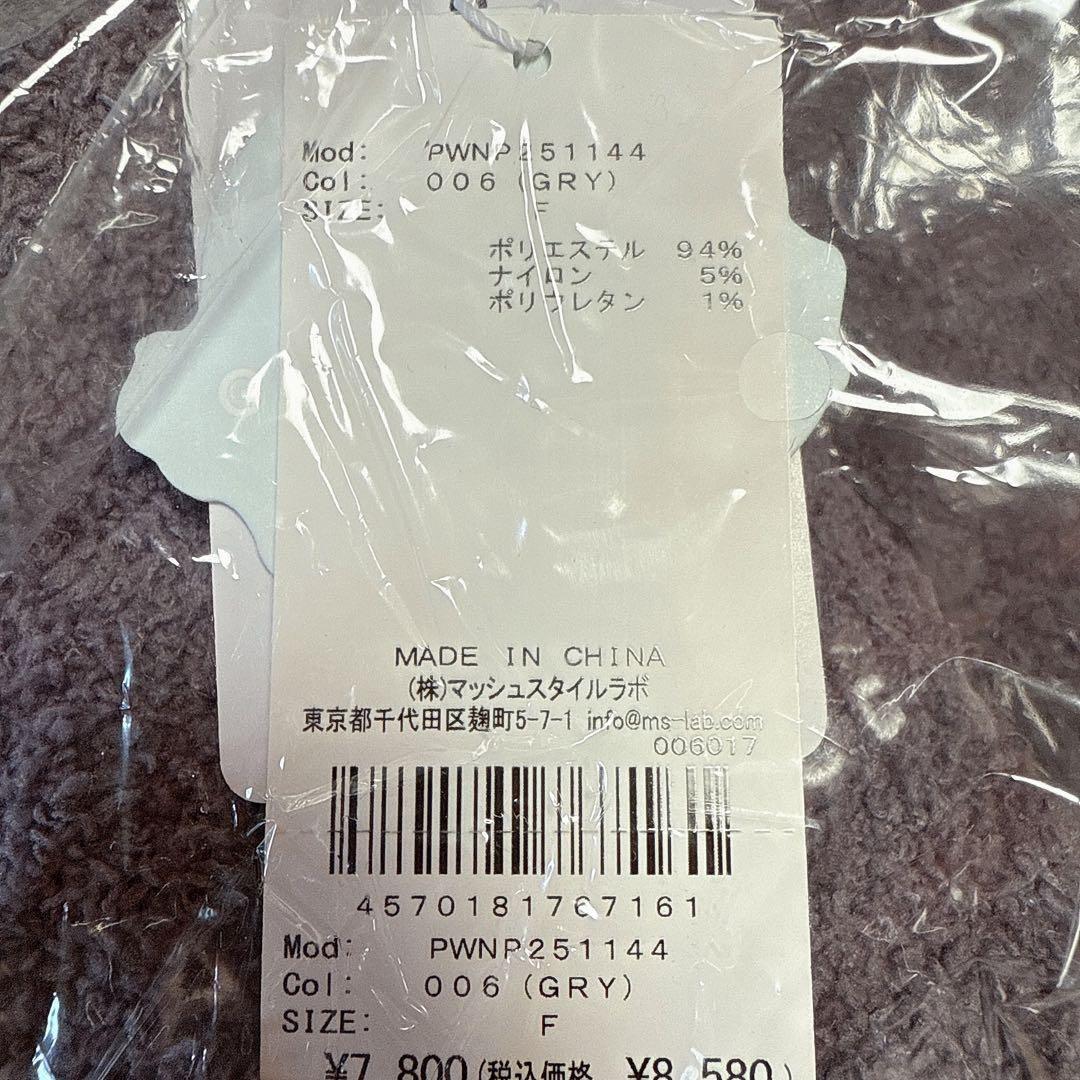 Mod: PWNP251144
Col: 006 (GRY)
SIZE: F
ポリエステル 94%
ナイロン 5%
ポリウレタン 1%
MADE IN CHINA
(株)マッシュスタイルラボ
東京都千代田区麹町5-7-1 info@ms-lab.com
006017
4570181767161
Mod: PWNP251144
Col: 006 (GRY)
SIZE: F
¥7,800(税込価格 ¥8,580)